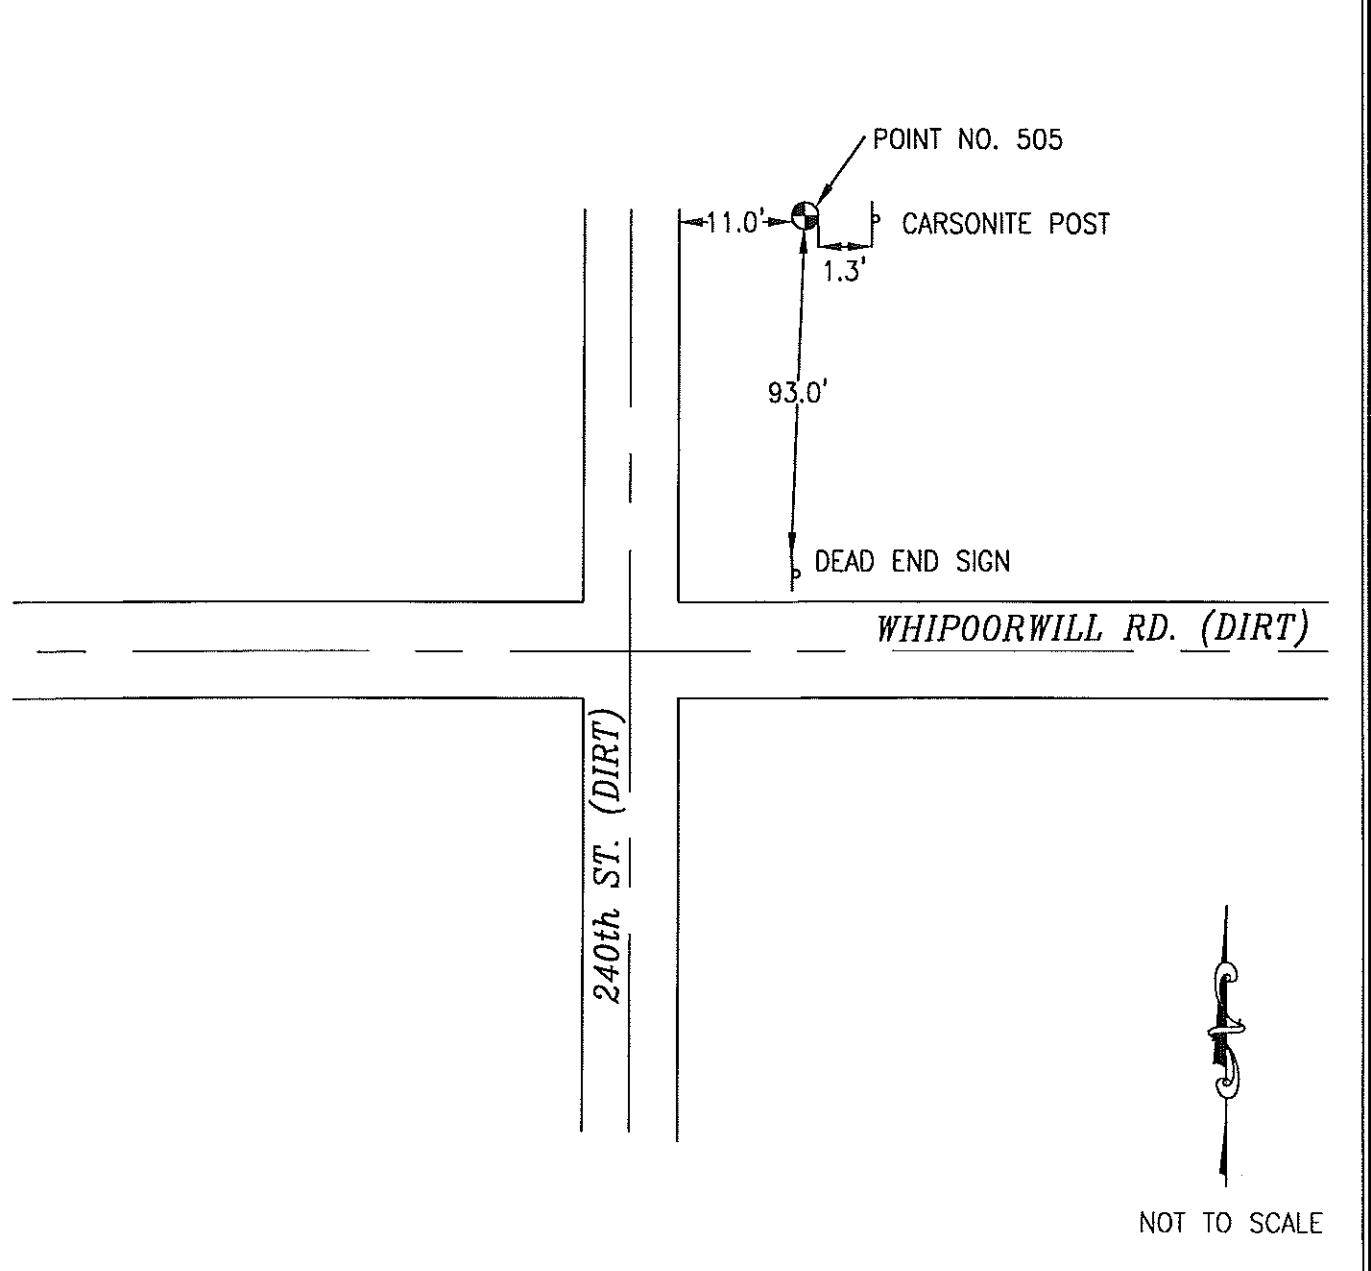 POINT NO. 505
11.0'
CARSONITE POST
1.3'
93.0'
DEAD END SIGN
WHIPOORWILL RD. (DIRT)
240th ST. (DIRT)
NOT TO SCALE